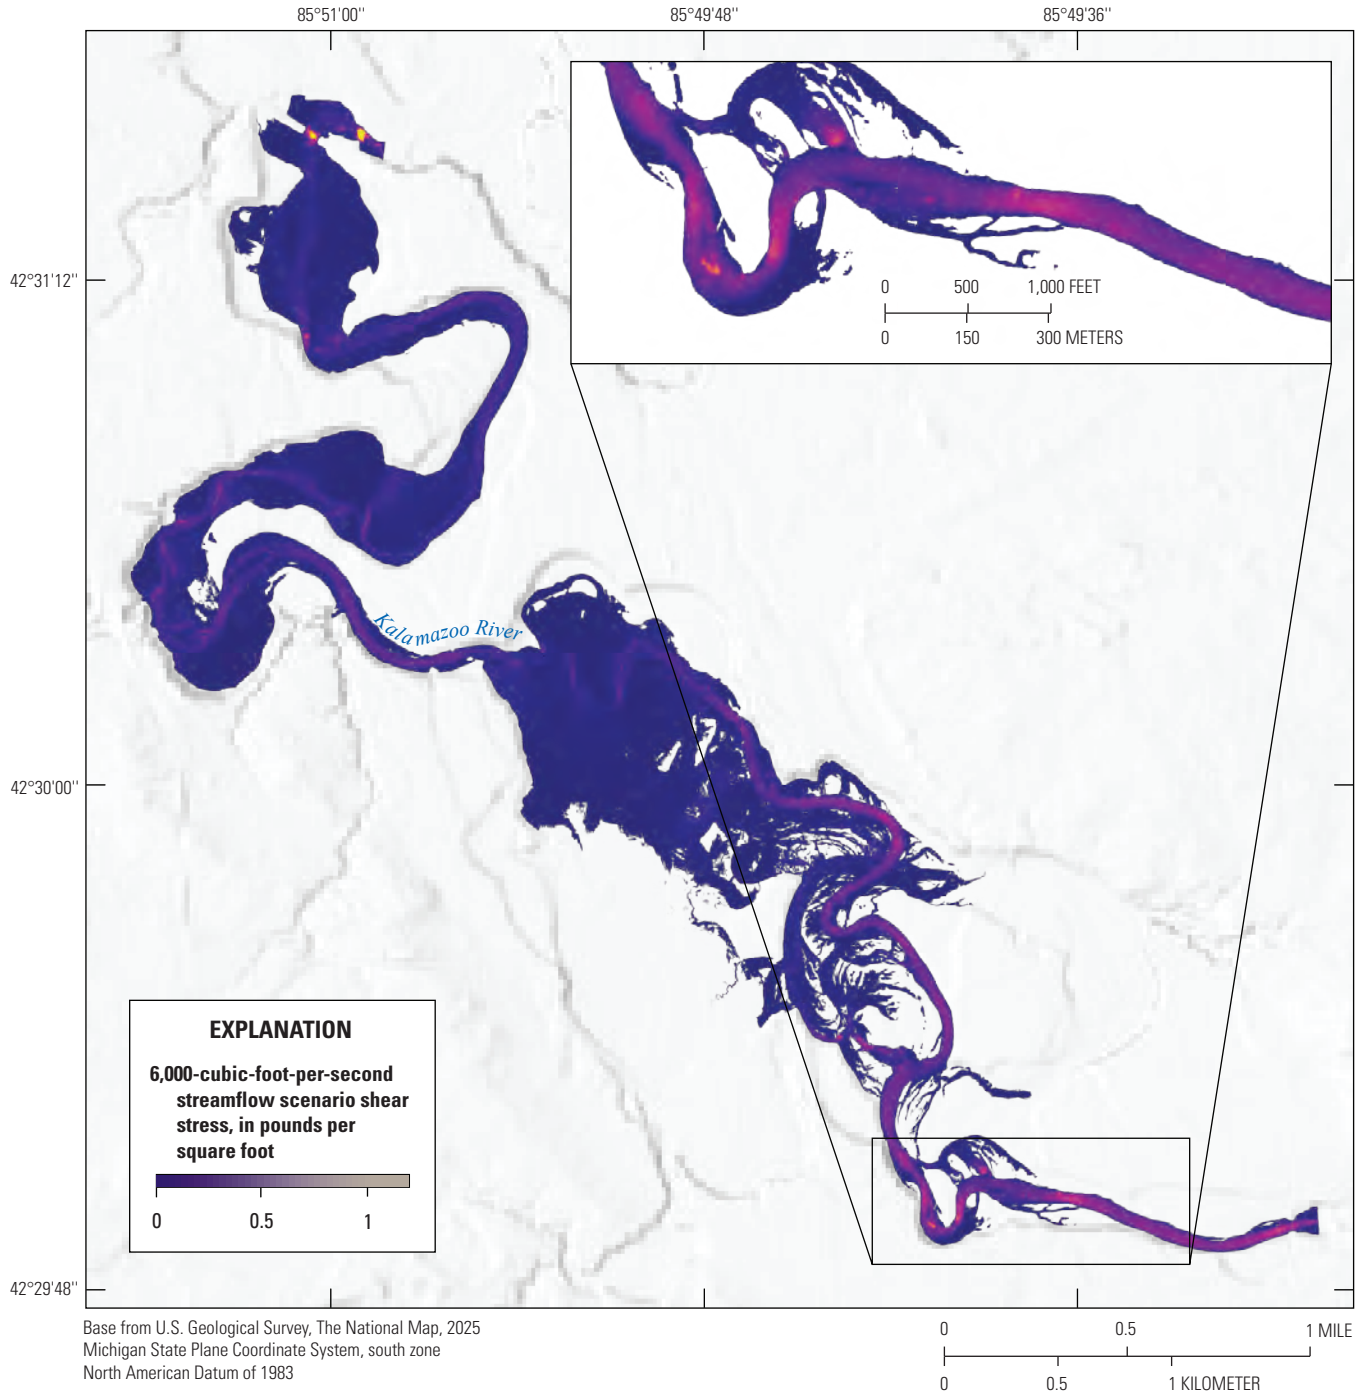 85°51'00"
85°49'48"
85°49'36"
42°31'12"
42°30'00"
42°29'48"
0 500 1,000 FEET
0 150 300 METERS
Kalamazoo River
EXPLANATION
6,000-cubic-foot-per-second
streamflow scenario shear
stress, in pounds per
square foot
0 0.5 1
Base from U.S. Geological Survey, The National Map, 2025
Michigan State Plane Coordinate System, south zone
North American Datum of 1983
0 0.5 1 MILE
0 0.5 1 KILOMETER